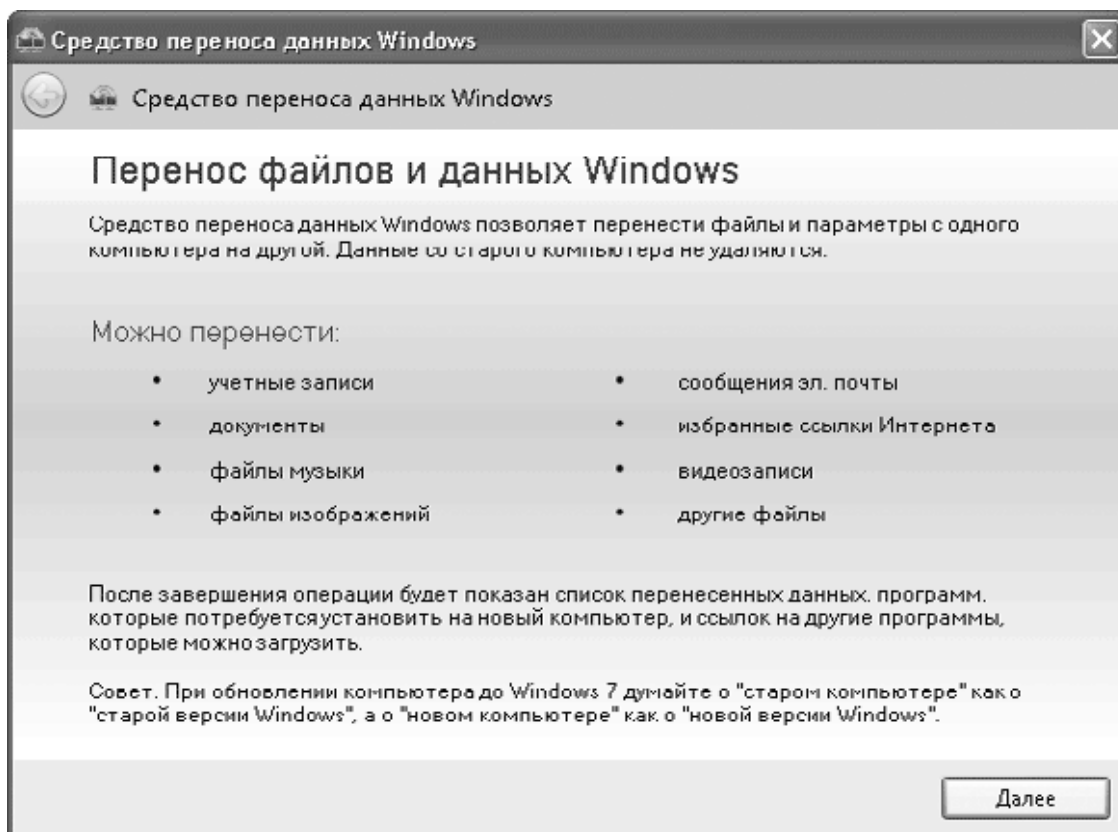 Средство переноса данных Windows
Средство переноса данных Windows
Перенос файлов и данных Windows
Средство переноса данных Windows позволяет перенести файлы и параметры с одного
компьютера на другой. Данные со старого компьютера не удаляются.
Можно перенести:
• учетные записи
• сообщения эл. почты
• документы
• избранные ссылки Интернета
• файлы музыки
• видеозаписи
• файлы изображений
• другие файлы
После завершения операции будет показан список перенесенных данных, программ,
которые потребуется установить на новый компьютер, и ссылок на другие программы,
которые можно загрузить.
Совет. При обновлении компьютера до Windows 7 думайте о "старом компьютере" как о
"старой версии Windows", а о "новом компьютере" как о "новой версии Windows".
Далее